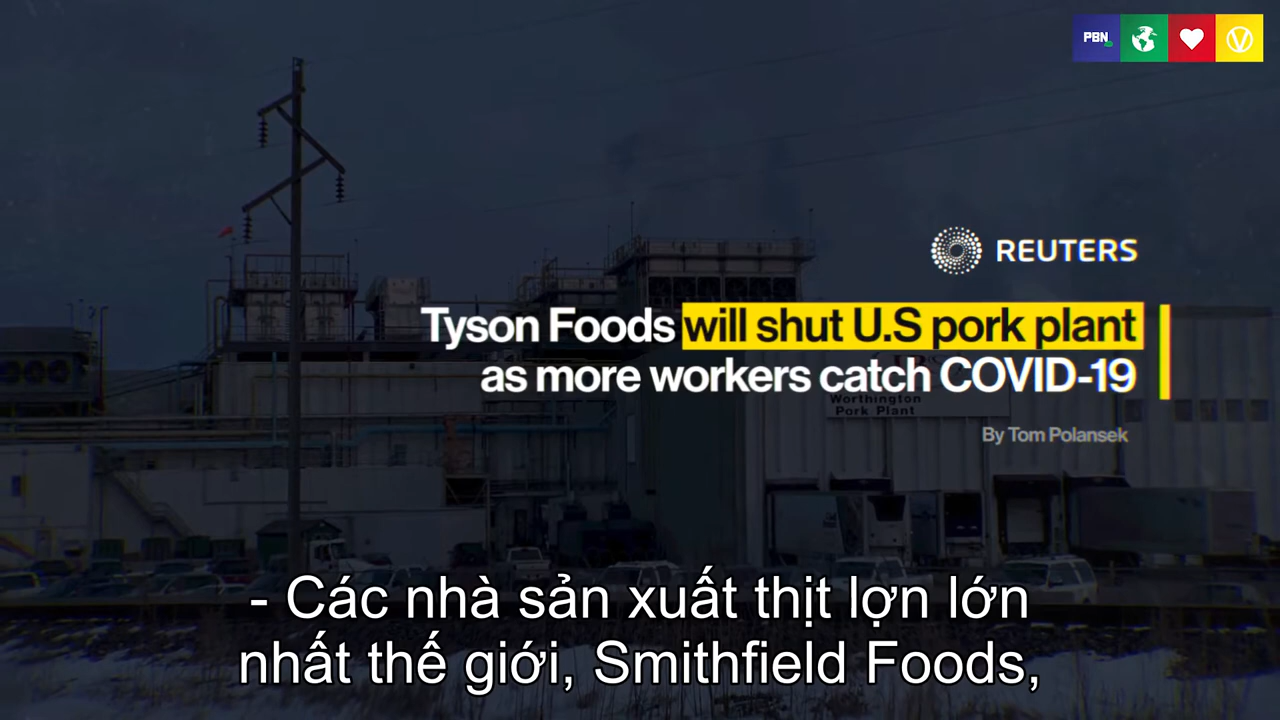 PBN
REUTERS
Tyson Foods will shut U.S pork plant
as more workers catch COVID-19
Worthington
Pork Plant
By Tom Polansek
- Các nhà sản xuất thịt lợn lớn
nhất thế giới, Smithfield Foods,